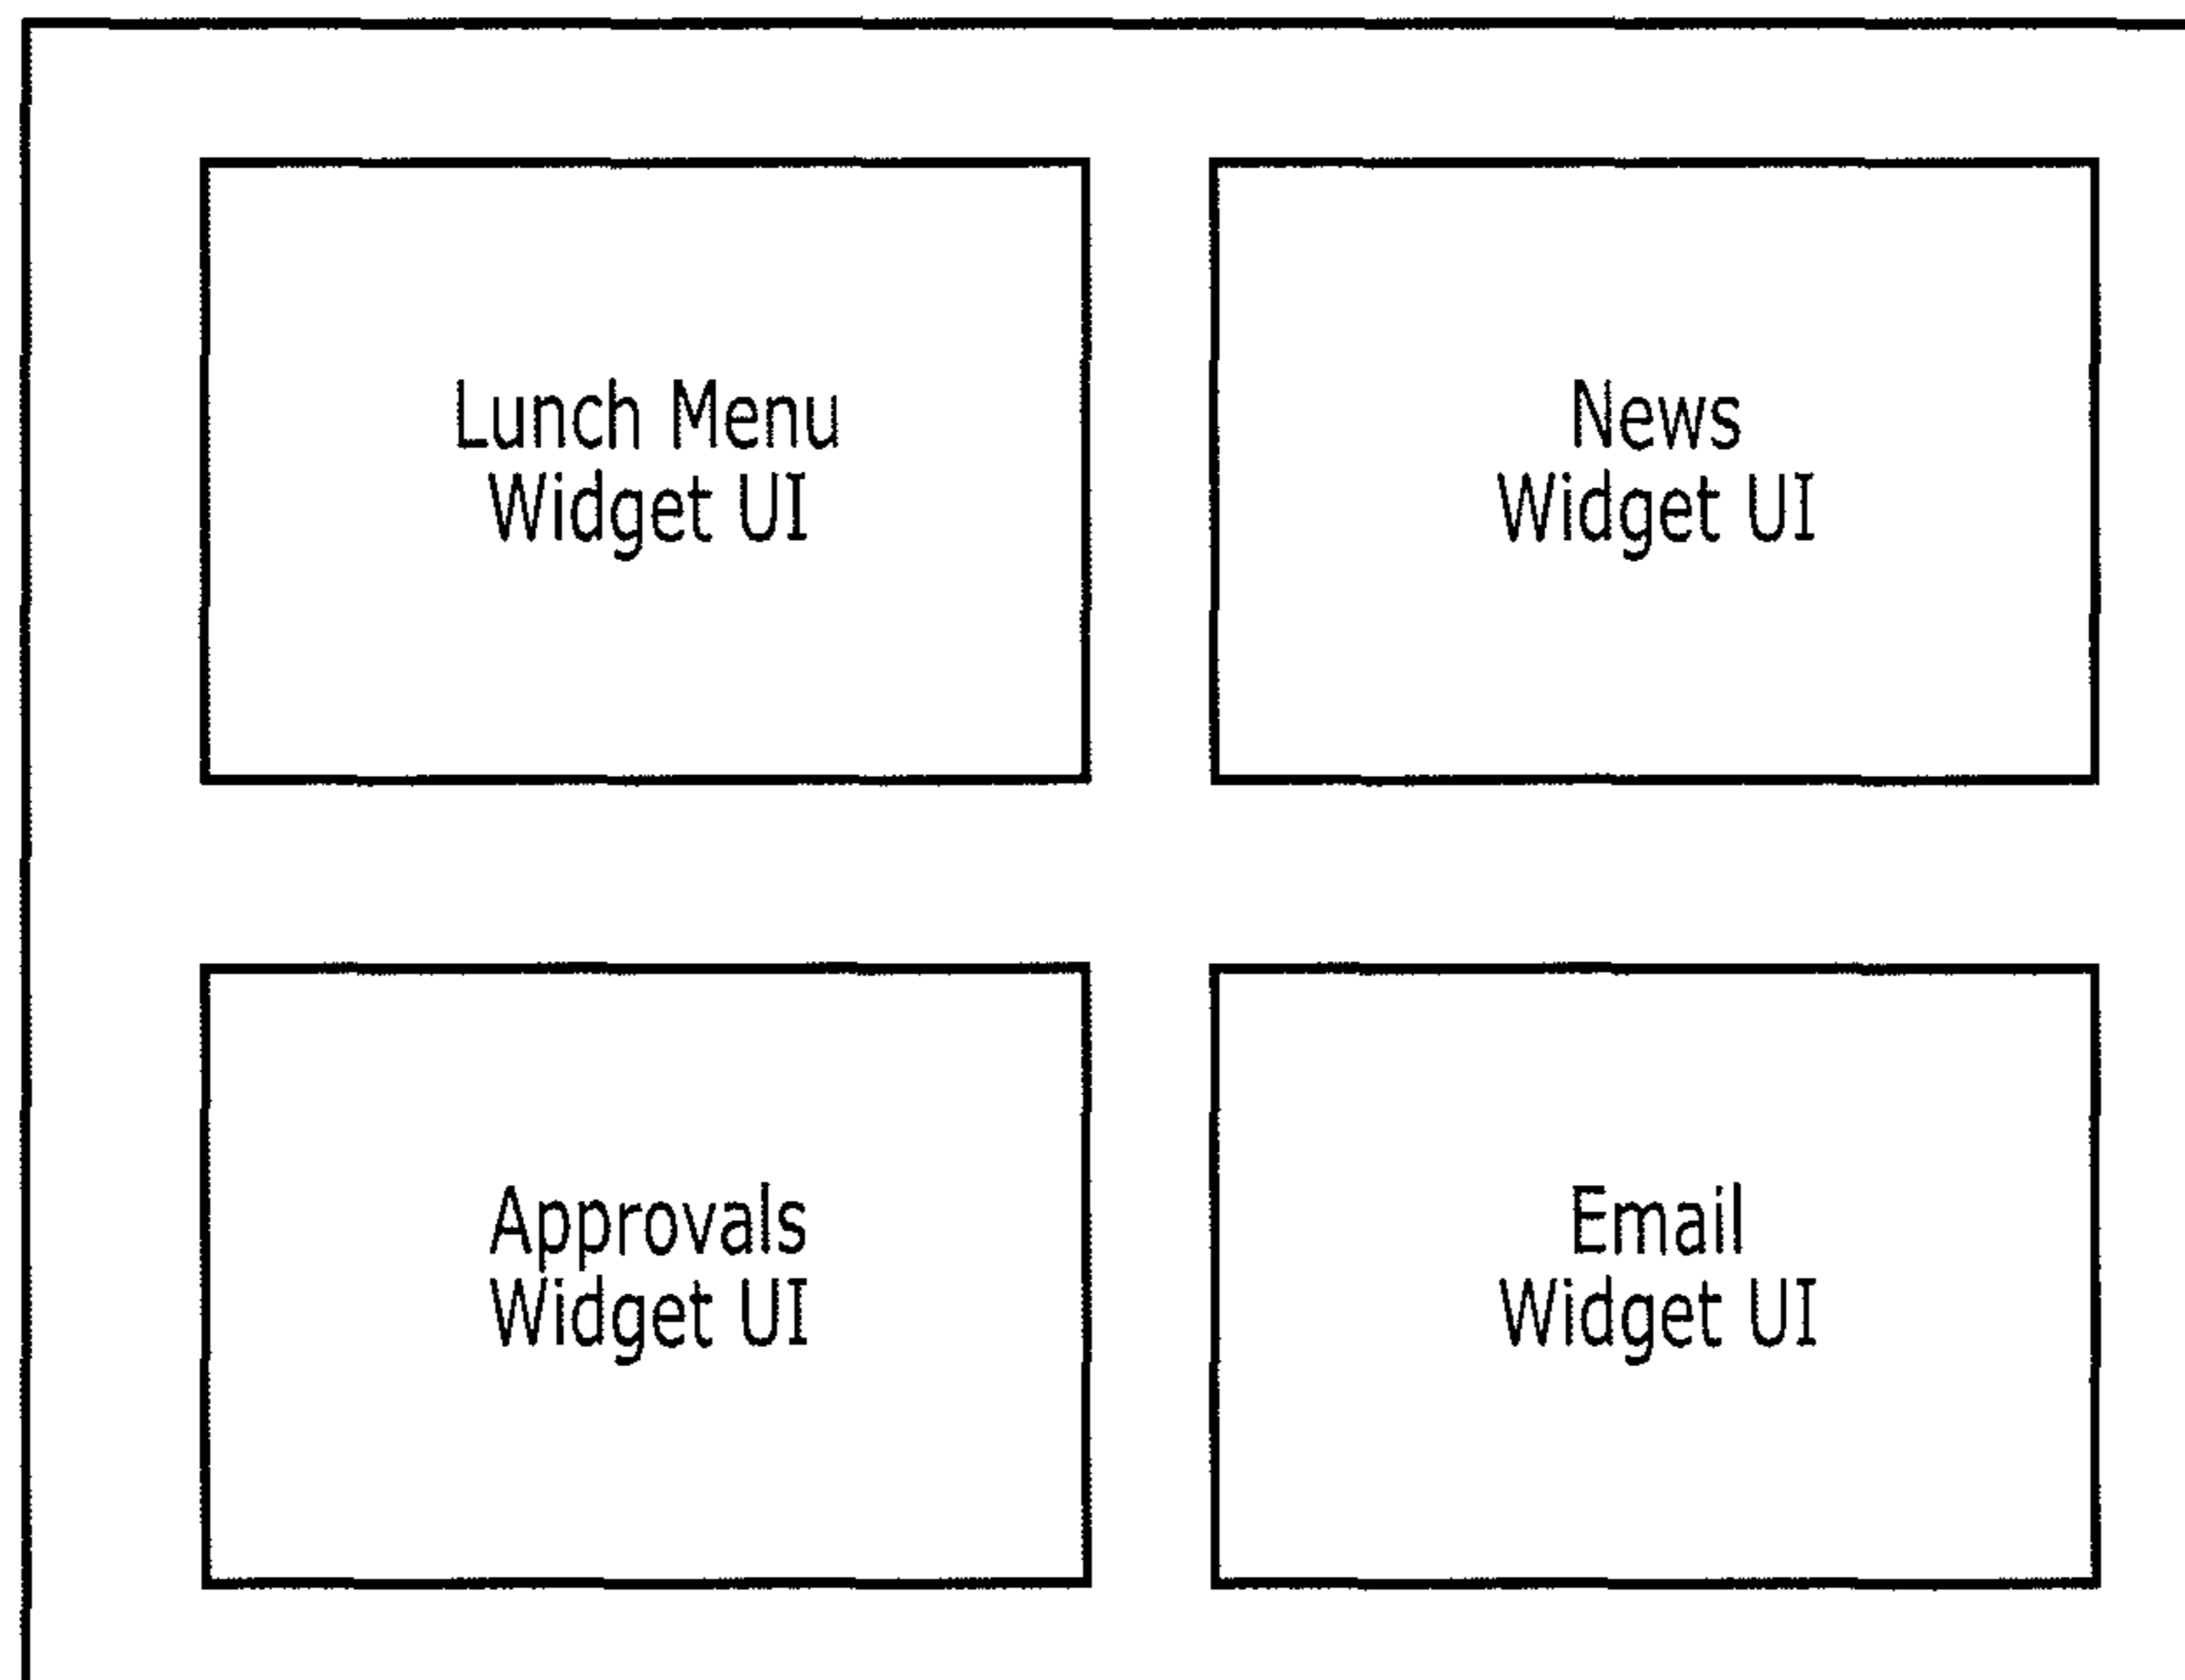 Lunch Menu
Widget UI
News
Widget UI
Approvals
Widget UI
Email
Widget UI